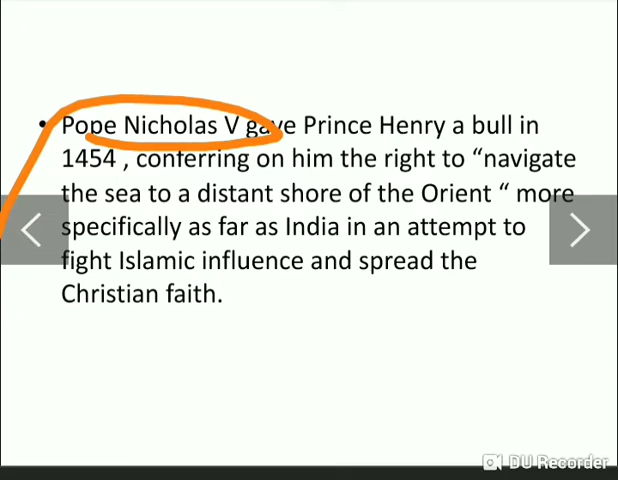 • Pope Nicholas V gave Prince Henry a bull in
1454 , conferring on him the right to “navigate
the sea to a distant shore of the Orient “ more
specifically as far as India in an attempt to
fight Islamic influence and spread the
Christian faith.
DU Recorder